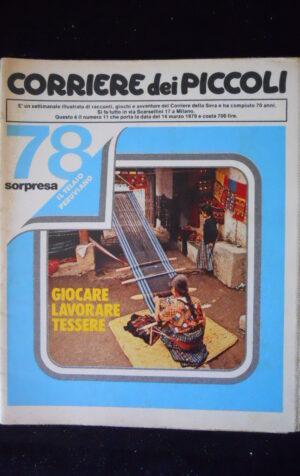 CORRIERE dei PICCOLI
E' un settimanale illustrato di racconti, giochi e avventure del Corriere della Sera e ha compiuto 70 anni.
Si fa tutto in via Scarsellini 17 a Milano.
Questo è il numero 11 che porta la data del 14 marzo 1979 e costa 700 lire.
78
sorpresa
IL TELAIO
PERUVIANO
GIOCARE
LAVORARE
TESSERE